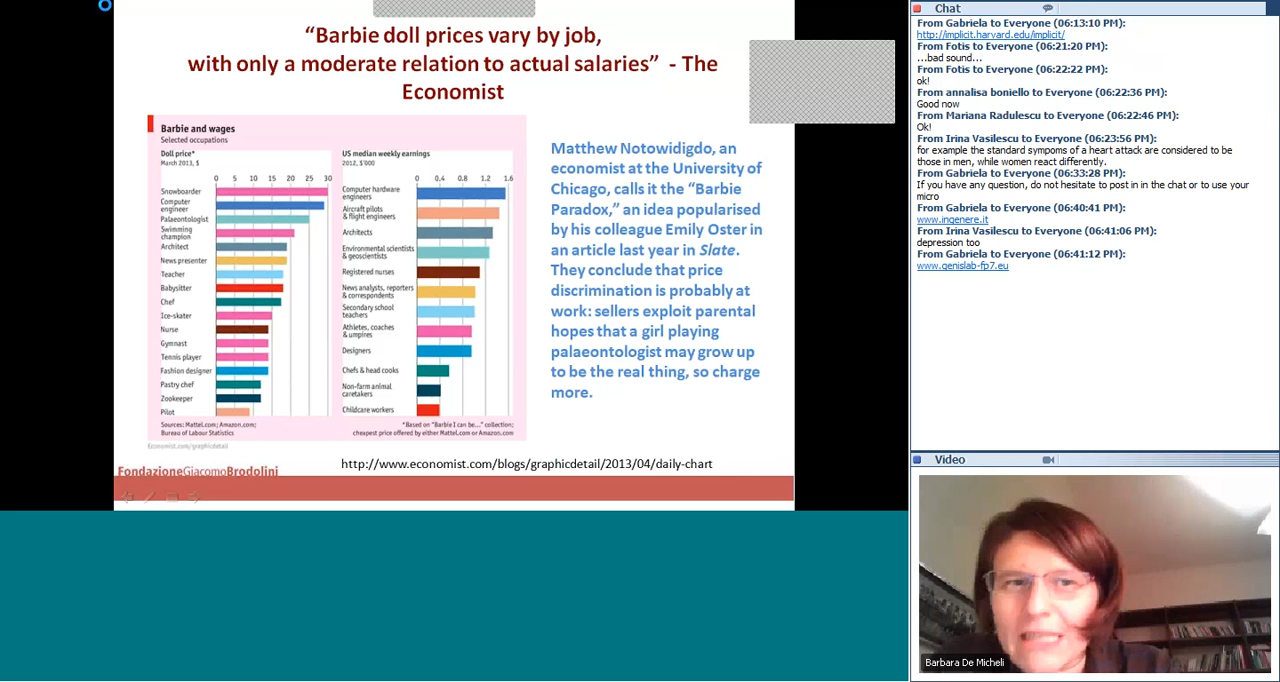 “Barbie doll prices vary by job,
with only a moderate relation to actual salaries” - The
Economist
Barbie and wages
Selected occupations
Doll price*
March 2013, $
0 5 10 15 20 25 30
Snowboarder
Computer
engineer
Palaeontologist
Swimming
champion
Architect
News presenter
Teacher
Babysitter
Chef
Ice-skater
Nurse
Gymnast
Tennis player
Fashion designer
Pastry chef
Zookeeper
Pilot
Sources: Mattel.com; Amazon.com;
Bureau of Labour Statistics
US median weekly earnings
2012, $'000
0 0.4 0.8 1.2 1.6
Computer hardware
engineers
Aircraft pilots
& flight engineers
Architects
Environmental scientists
& geoscientists
Registered nurses
News analysts, reporters
& correspondents
Secondary school
teachers
Athletes, coaches
& umpires
Designers
Chefs & head cooks
Non-farm animal
caretakers
Childcare workers
*Based on "Barbie I can be..." collection;
cheapest price offered by either Mattel.com or Amazon.com
Economist.com/graphicdetail
Matthew Notowidigdo, an
economist at the University of
Chicago, calls it the “Barbie
Paradox,” an idea popularised
by his colleague Emily Oster in
an article last year in Slate.
They conclude that price
discrimination is probably at
work: sellers exploit parental
hopes that a girl playing
palaeontologist may grow up
to be the real thing, so charge
more.
http://www.economist.com/blogs/graphicdetail/2013/04/daily-chart
FondazioneGiacomoBrodolini
Chat
From Gabriela to Everyone (06:13:10 PM):
http://implicit.harvard.edu/implicit/
From Fotis to Everyone (06:21:20 PM):
...bad sound...
From Fotis to Everyone (06:22:22 PM):
ok!
From annalisa boniello to Everyone (06:22:36 PM):
Good now
From Mariana Radulescu to Everyone (06:22:46 PM):
Ok!
From Irina Vasilescu to Everyone (06:23:56 PM):
for example the standard sympoms of a heart attack are considered to be
those in men, while women react differently.
From Gabriela to Everyone (06:33:28 PM):
If you have any question, do not hesitate to post in in the chat or to use your
micro
From Gabriela to Everyone (06:40:41 PM):
www.ingenere.it
From Irina Vasilescu to Everyone (06:41:06 PM):
depression too
From Gabriela to Everyone (06:41:12 PM):
www.genislab-fp7.eu
Video
Barbara De Micheli